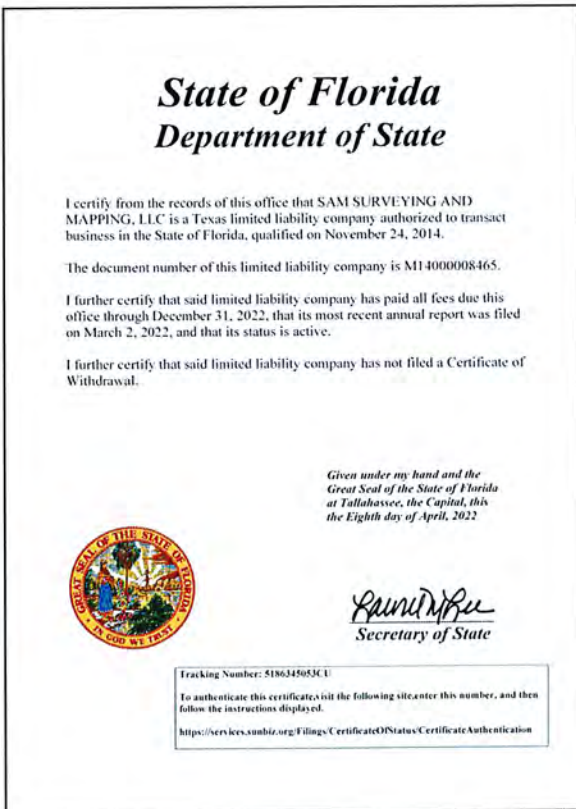 State of Florida
Department of State
I certify from the records of this office that SAM SURVEYING AND
MAPPING, LLC is a Texas limited liability company authorized to transact
business in the State of Florida, qualified on November 24, 2014.
The document number of this limited liability company is M14000008465.
I further certify that said limited liability company has paid all fees due this
office through December 31, 2022, that its most recent annual report was filed
on March 2, 2022, and that its status is active.
I further certify that said limited liability company has not filed a Certificate of
Withdrawal.
Given under my hand and the
Great Seal of the State of Florida
at Tallahassee, the Capital, this
the Eighth day of April, 2022
GREAT SEAL OF THE STATE OF FLORIDA
IN GOD WE TRUST
Secretary of State
Tracking Number: 5186345053CU
To authenticate this certificate,visit the following site,enter this number, and then
follow the instructions displayed.
https://services.sunbiz.org/Filings/CertificateOfStatus/CertificateAuthentication